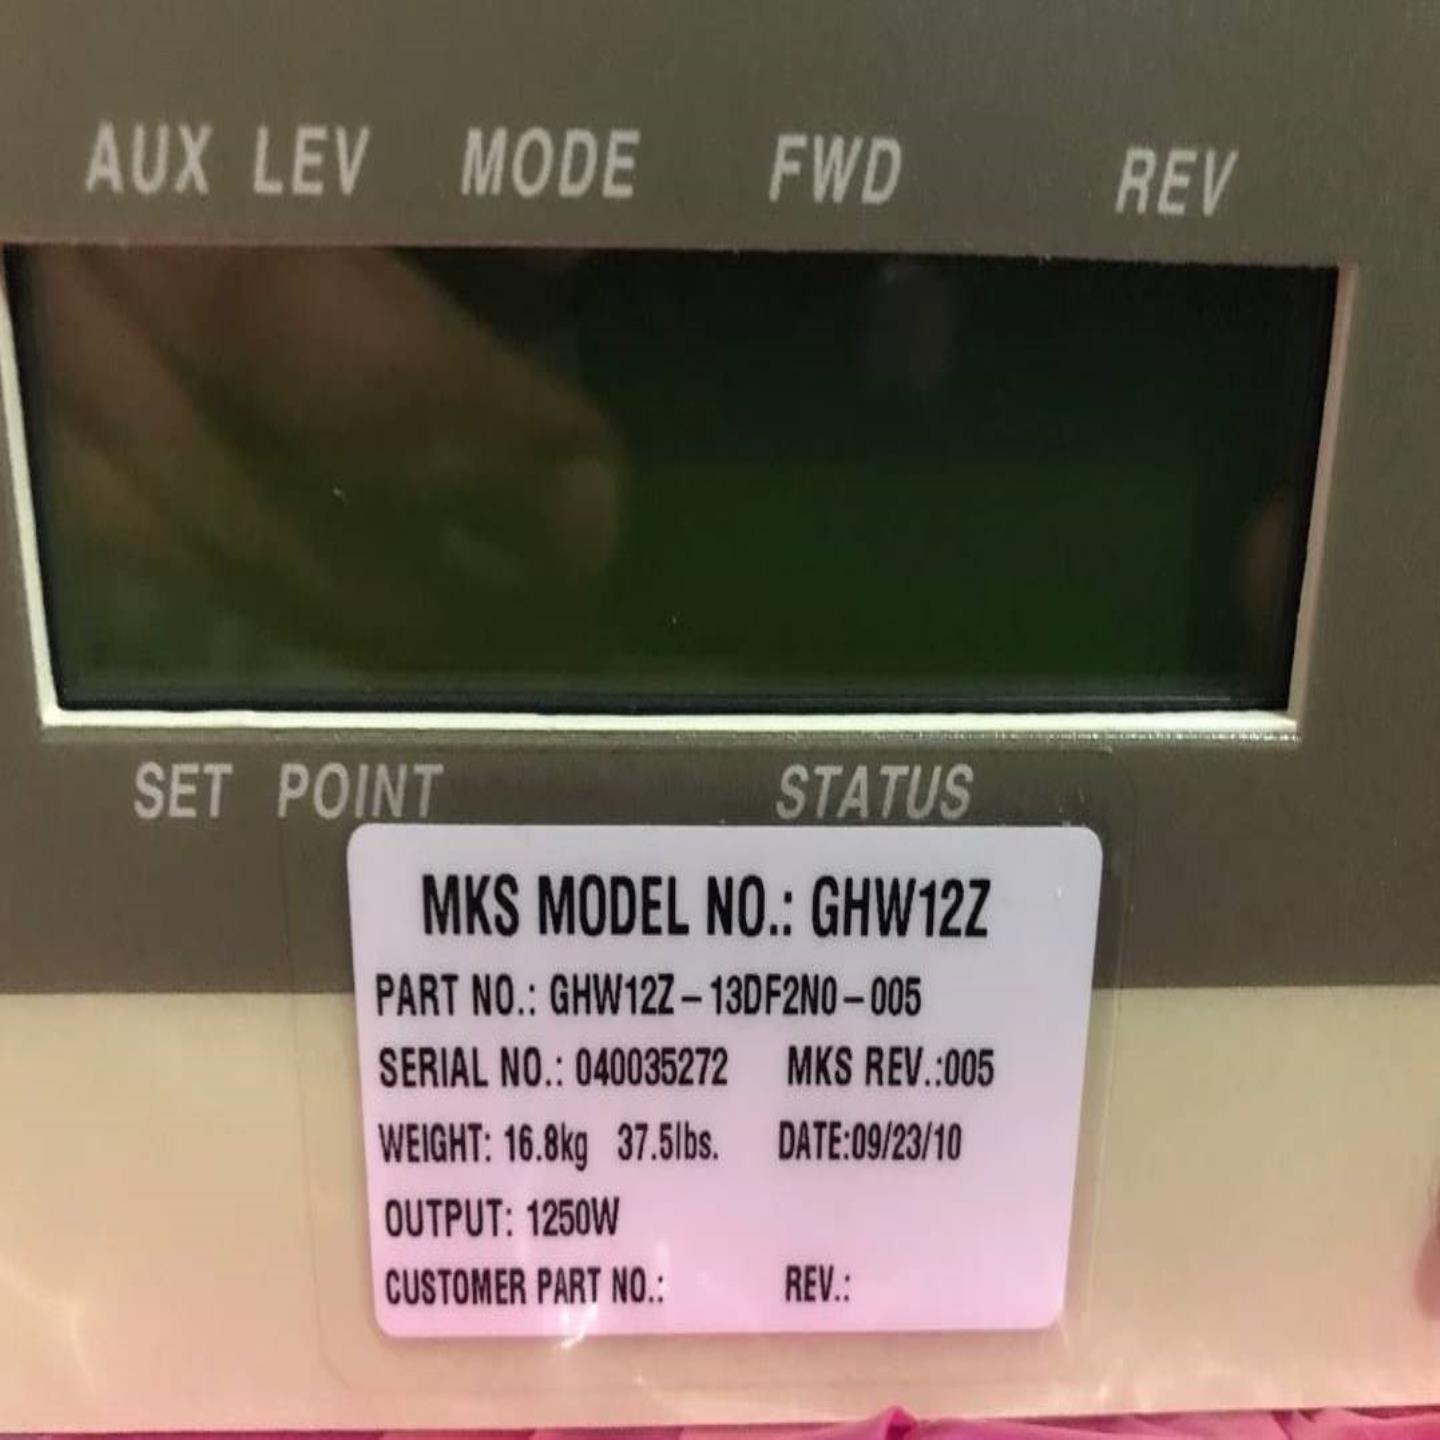 AUX LEV MODE FWD REV
SET POINT STATUS
MKS MODEL NO.: GHW12Z
PART NO.: GHW12Z-13DF2N0-005
SERIAL NO.: 040035272 MKS REV.:005
WEIGHT: 16.8kg 37.5lbs. DATE:09/23/10
OUTPUT: 1250W
CUSTOMER PART NO.: REV.: